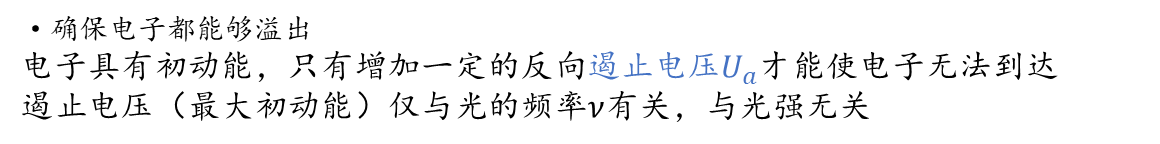 •确保电子都能够溢出
电子具有初动能，只有增加一定的反向遏止电压Uₐ才能使电子无法到达
遏止电压（最大初动能）仅与光的频率ν有关，与光强无关